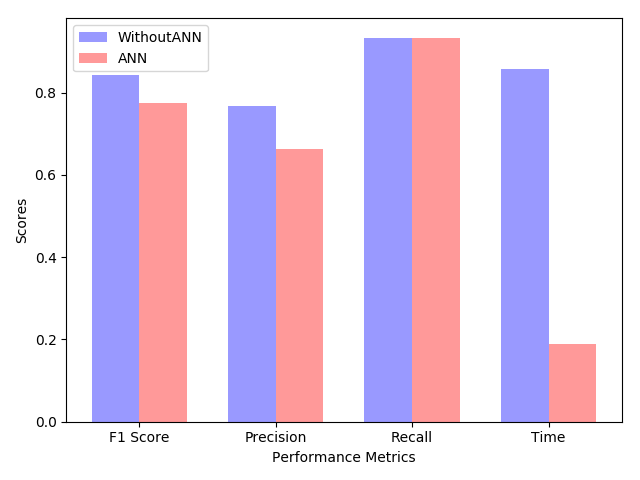 WithoutANN
ANN
0.8
0.6
0.4
0.2
0.0
Scores
F1 Score Precision Recall Time
Performance Metrics